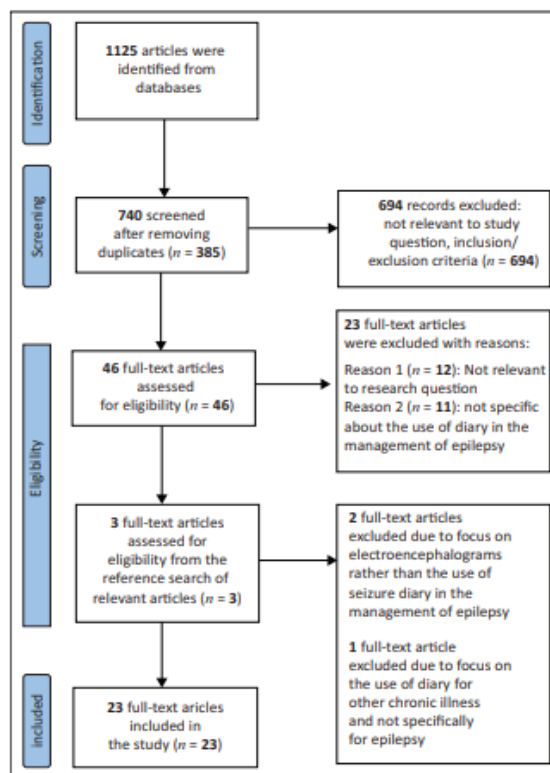 Identification
1125 articles were
identified from
databases
Screening
740 screened
after removing
duplicates (n = 385)
694 records excluded:
not relevant to study
question, inclusion/
exclusion criteria (n = 694)
Eligibility
46 full-text articles
assessed
for eligibility (n = 46)
23 full-text articles
were excluded with reasons:
Reason 1 (n = 12): Not relevant
to research question
Reason 2 (n = 11): not specific
about the use of diary in the
management of epilepsy
3 full-text articles
assessed for
eligibility from the
reference search of
relevant articles (n = 3)
2 full-text articles
excluded due to focus on
electroencephalograms
rather than the use of
seizure diary in the
management of epilepsy
1 full-text article
excluded due to focus on
the use of diary for
other chronic illness
and not specifically
for epilepsy
included
23 full-text aricles
included in
the study (n = 23)